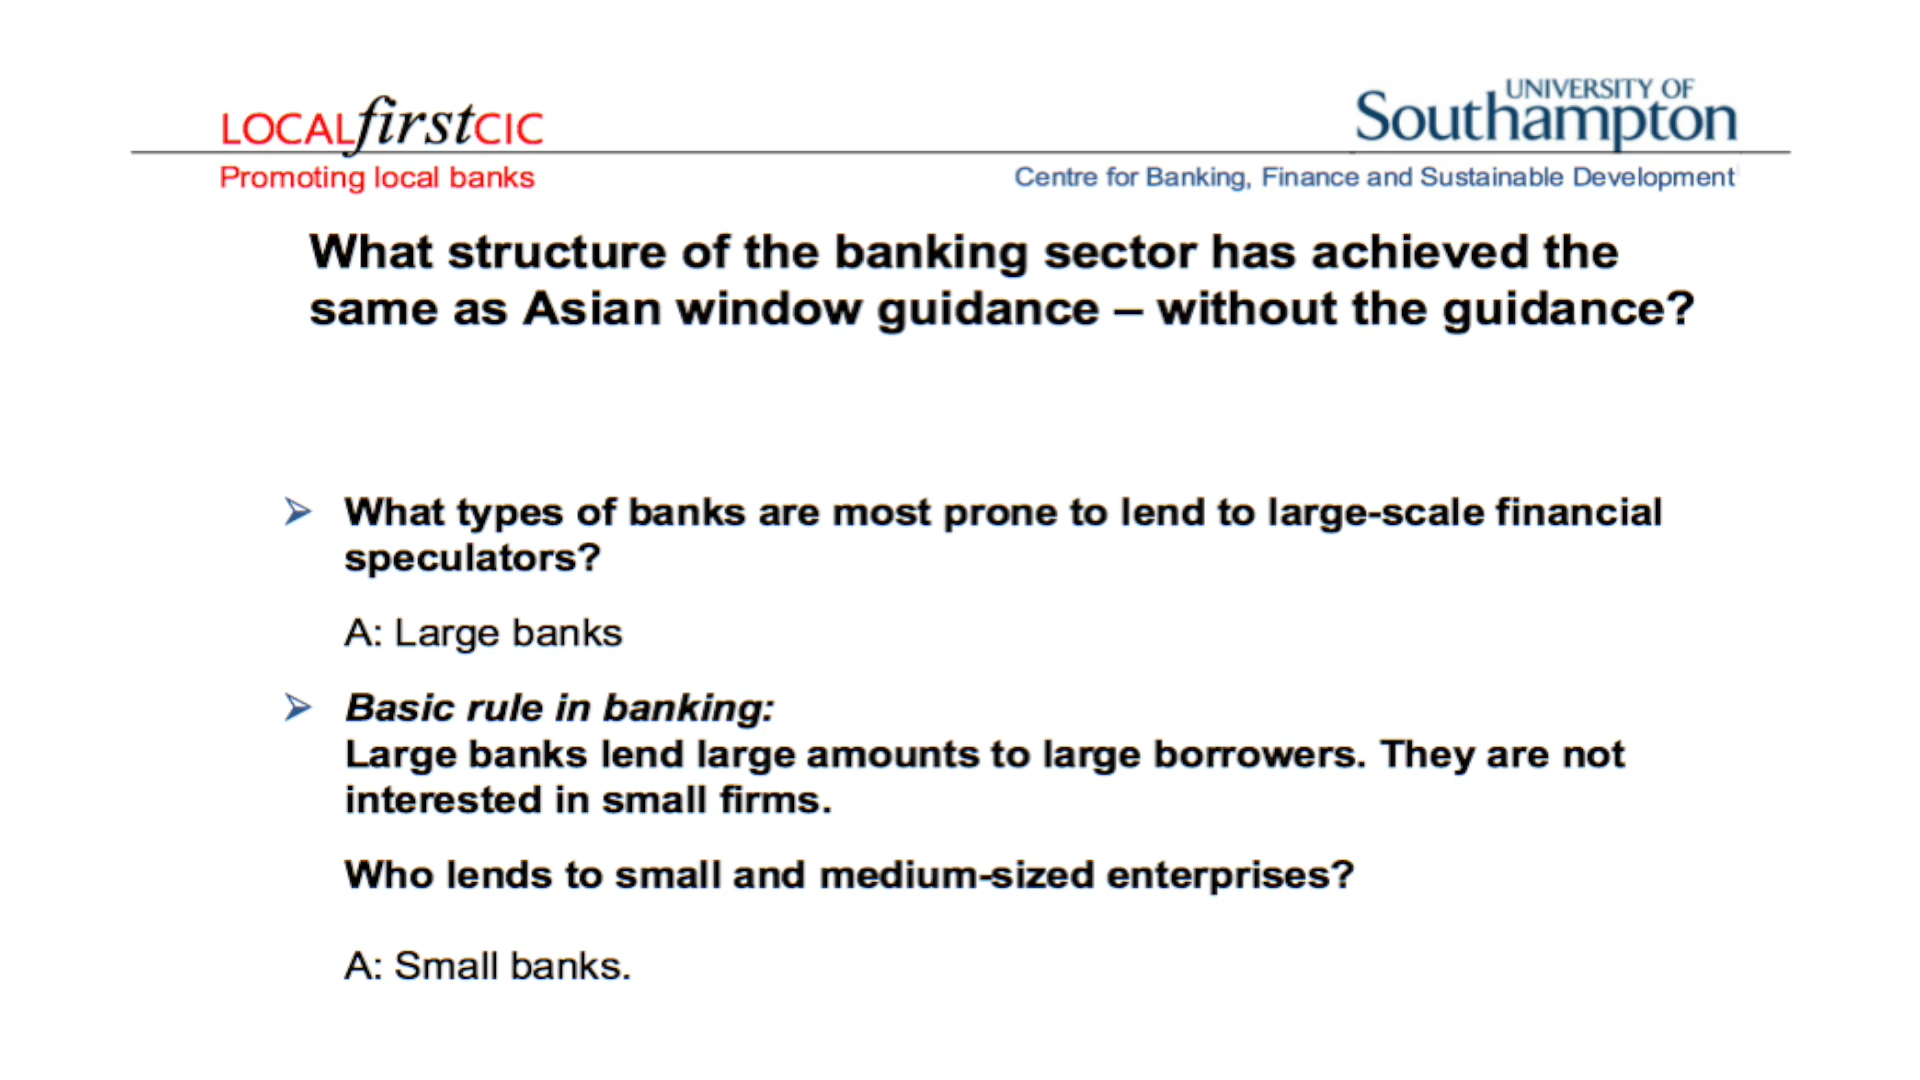 LOCALfirstCIC
Promoting local banks
UNIVERSITY OF
Southampton
Centre for Banking, Finance and Sustainable Development
What structure of the banking sector has achieved the
same as Asian window guidance – without the guidance?
➢ What types of banks are most prone to lend to large-scale financial
speculators?
A: Large banks
➢ Basic rule in banking:
Large banks lend large amounts to large borrowers. They are not
interested in small firms.
Who lends to small and medium-sized enterprises?
A: Small banks.